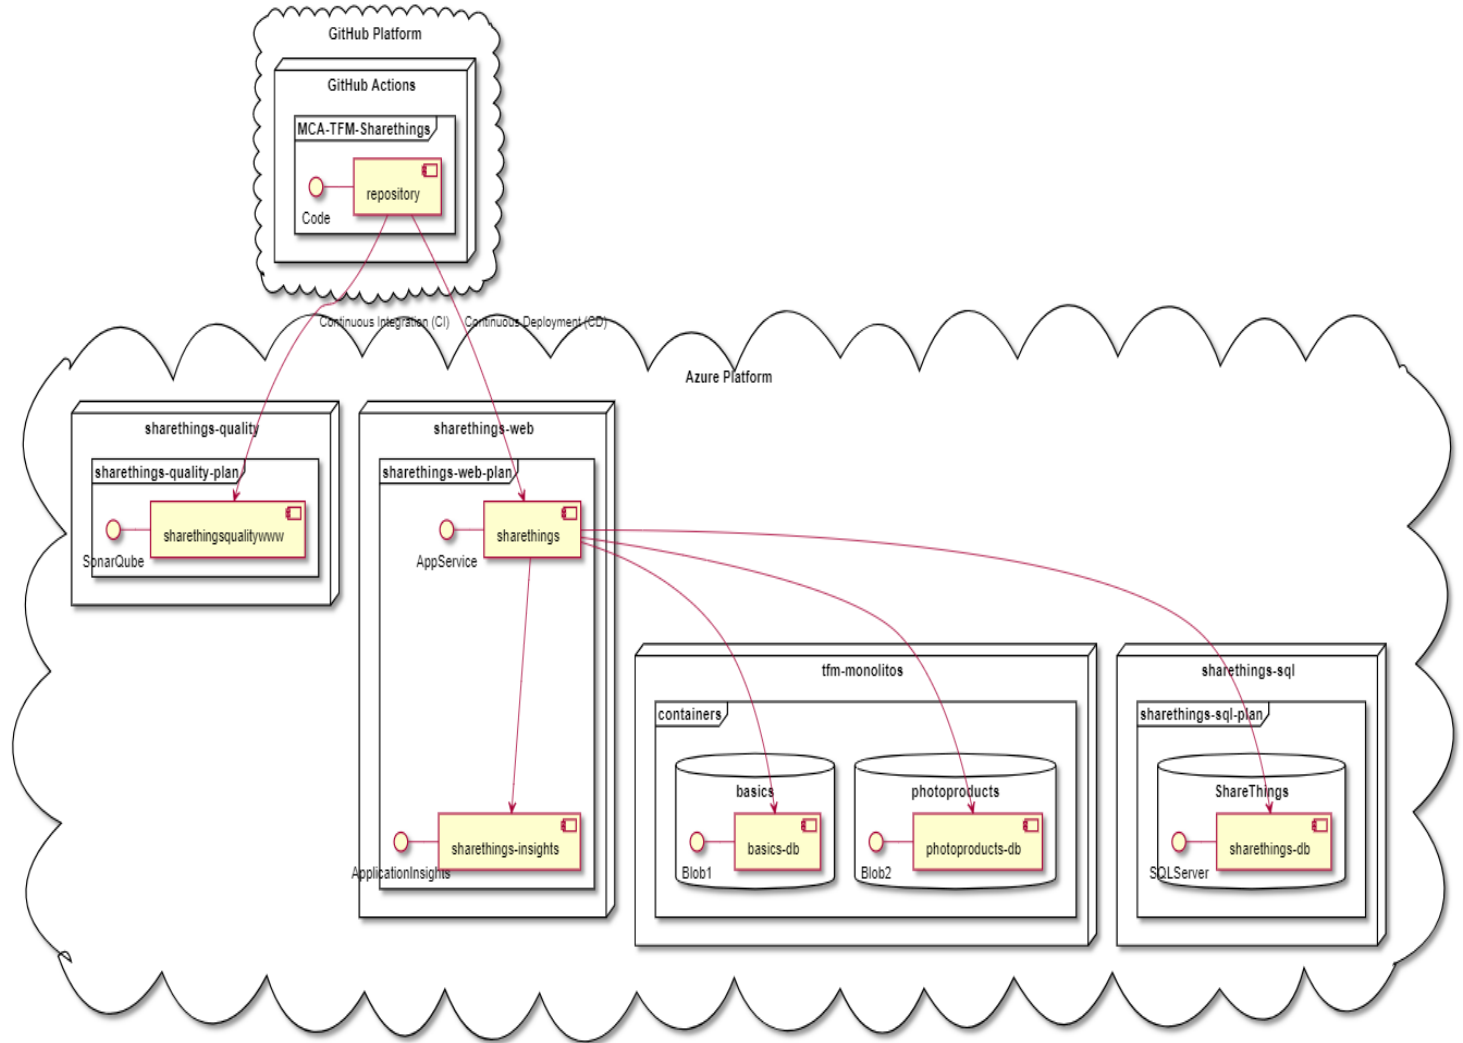 GitHub Platform
GitHub Actions
MCA-TFM-Sharethings
repository
Code
Continuous Integration (CI)
Continuous Deployment (CD)
Azure Platform
sharethings-quality
sharethings-quality-plan
sharethingsqualitywww
SonarQube
sharethings-web
sharethings-web-plan
sharethings
AppService
sharethings-insights
ApplicationInsights
tfm-monolitos
containers
basics
basics-db
Blob1
photoproducts
photoproducts-db
Blob2
sharethings-sql
sharethings-sql-plan
ShareThings
sharethings-db
SQLServer